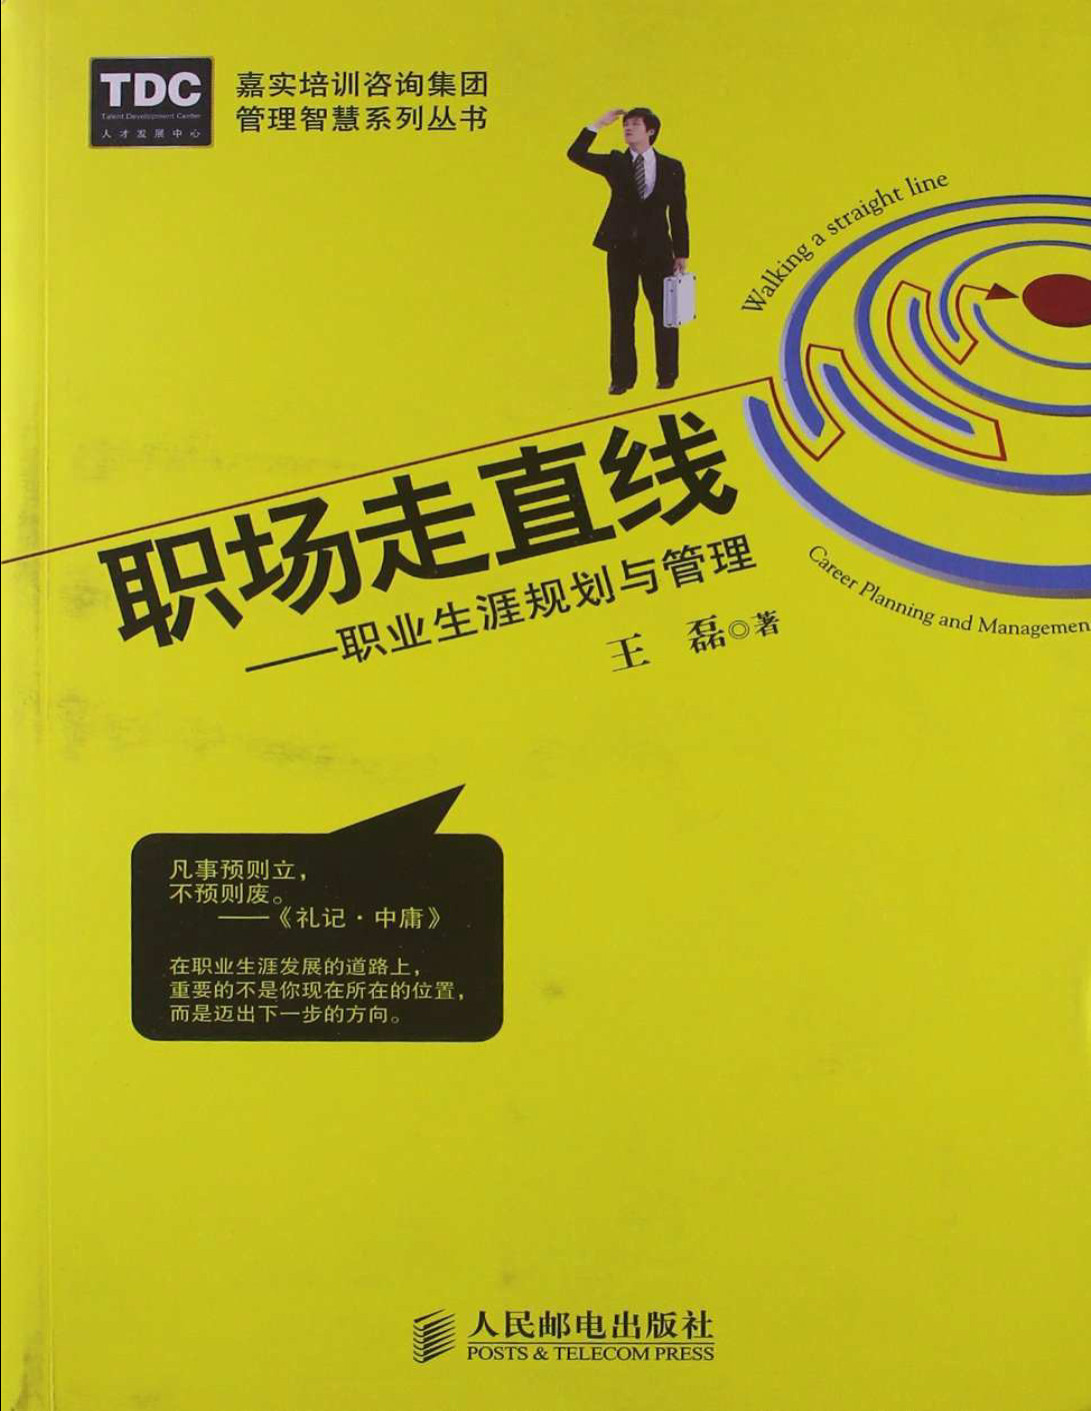 TDC
Talent Development Center
人才发展中心
嘉实培训咨询集团
管理智慧系列丛书
Walking a straight line
职场走直线
——职业生涯规划与管理
Career Planning and Managemen
王 磊◎著
凡事预则立，
不预则废。
——《礼记·中庸》
在职业生涯发展的道路上，
重要的不是你现在所在的位置，
而是迈出下一步的方向。
人民邮电出版社
POSTS & TELECOM PRESS